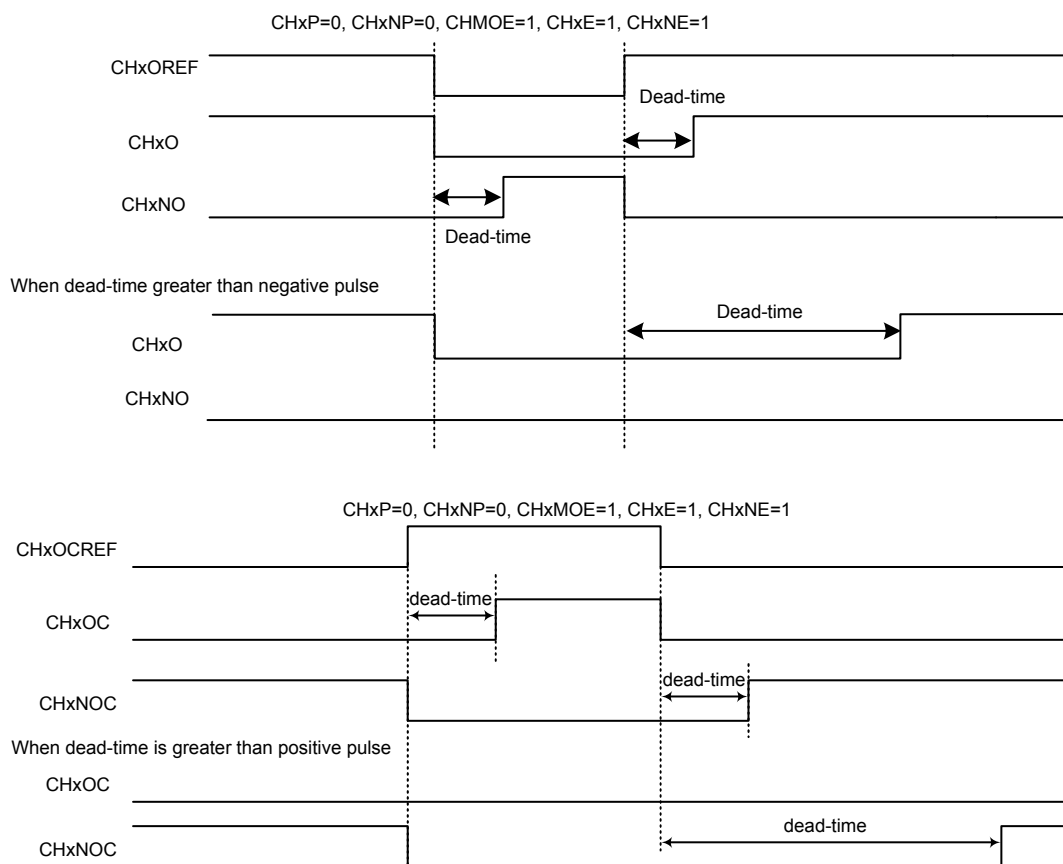 CHxP=0, CHxNP=0, CHMOE=1, CHxE=1, CHxNE=1
CHxOREF
Dead-time
CHxO
CHxNO
Dead-time
When dead-time greater than negative pulse
Dead-time
CHxO
CHxNO
CHxP=0, CHxNP=0, CHxMOE=1, CHxE=1, CHxNE=1
CHxOCREF
dead-time
CHxOC
dead-time
CHxNOC
When dead-time is greater than positive pulse
CHxOC
dead-time
CHxNOC